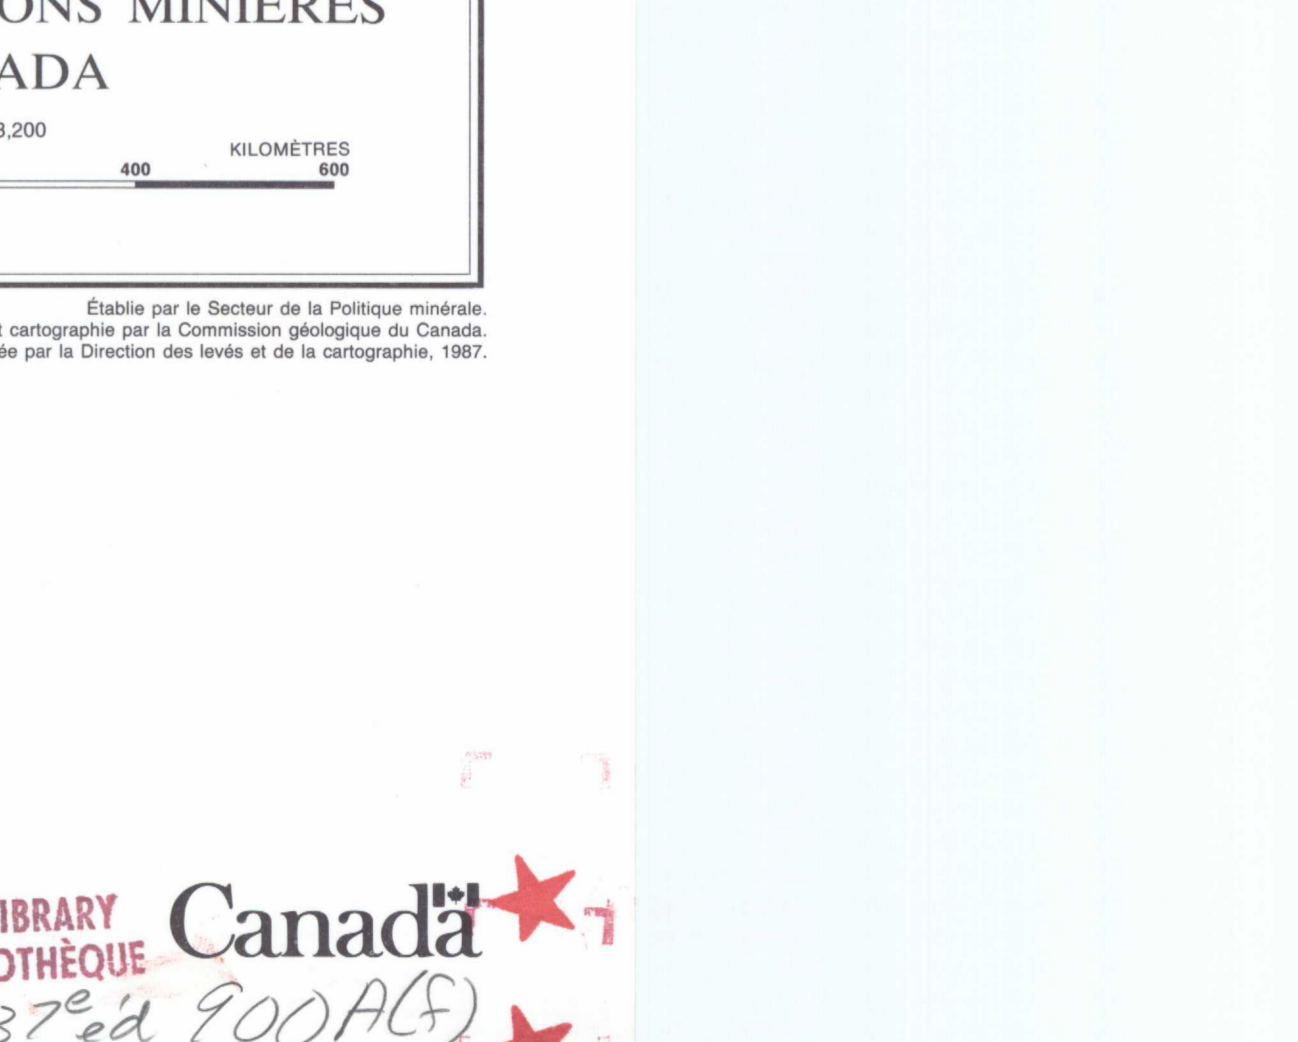 ONS MINIÈRES
ADA
3,200
KILOMÈTRES
400 600
Établie par le Secteur de la Politique minérale.
t cartographie par la Commission géologique du Canada.
ée par la Direction des levés et de la cartographie, 1987.
IBRARY
OTHÈQUE
Canada
37e éd 900A(f)